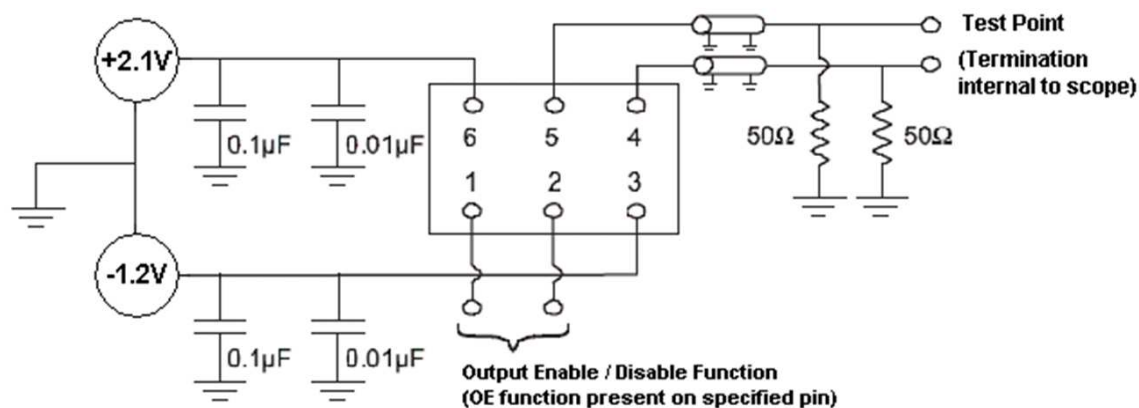 Test Point
+2.1V
(Termination
internal to scope)
0.1µF
0.01µF
6 5 4
50Ω
50Ω
1 2 3
-1.2V
0.1µF
0.01µF
Output Enable / Disable Function
(OE function present on specified pin)